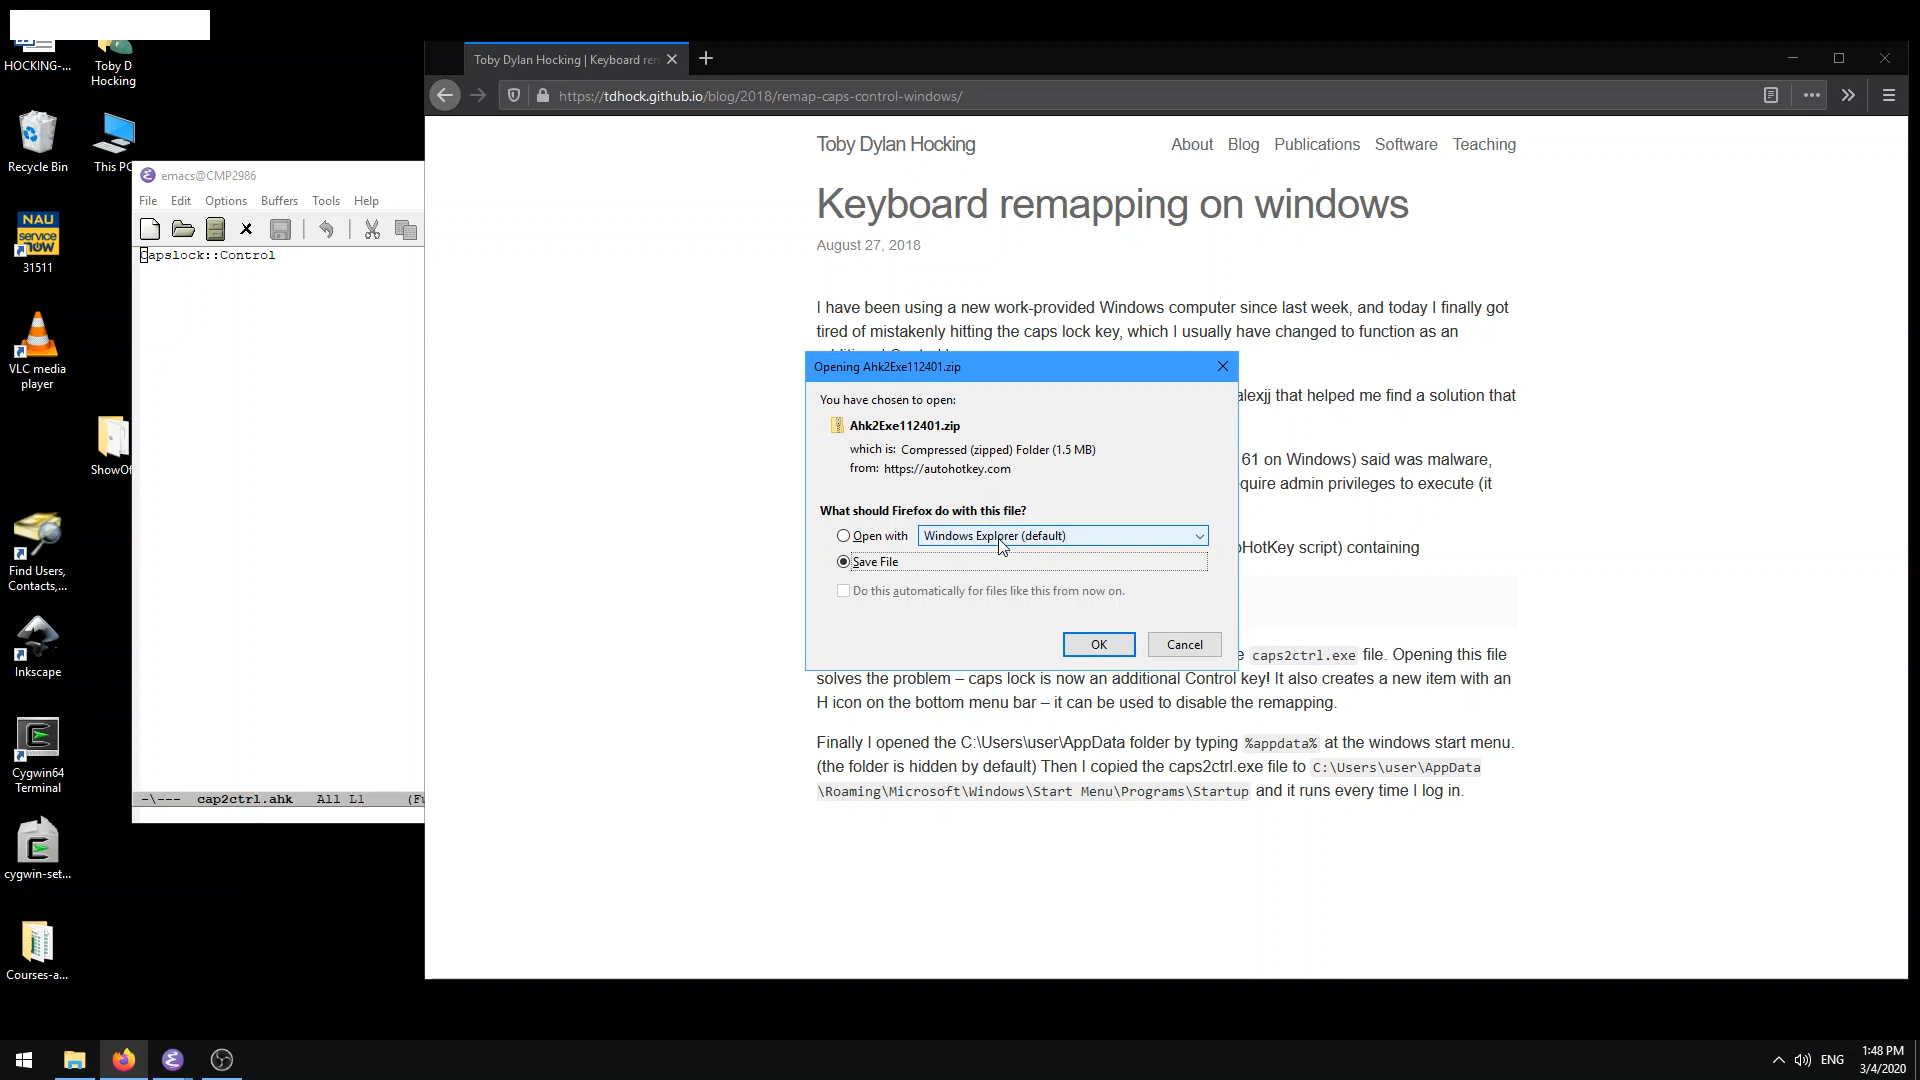 HOCKING-...
Toby D
Hocking
Recycle Bin
This PC
NAU
service
now
31511
VLC media
player
ShowOf
Find Users,
Contacts,...
Inkscape
Cygwin64
Terminal
cygwin-set...
Courses-a...
emacs@CMP2986
File Edit Options Buffers Tools Help
Capslock::Control
-\--- cap2ctrl.ahk All L1 (Fu
Toby Dylan Hocking | Keyboard rem
https://tdhock.github.io/blog/2018/remap-caps-control-windows/
Toby Dylan Hocking
About Blog Publications Software Teaching
Keyboard remapping on windows
August 27, 2018
I have been using a new work-provided Windows computer since last week, and today I finally got
tired of mistakenly hitting the caps lock key, which I usually have changed to function as an
alexjj that helped me find a solution that
61 on Windows) said was malware,
quire admin privileges to execute (it
oHotKey script) containing
e caps2ctrl.exe file. Opening this file
solves the problem – caps lock is now an additional Control key! It also creates a new item with an
H icon on the bottom menu bar – it can be used to disable the remapping.
Finally I opened the C:\Users\user\AppData folder by typing %appdata% at the windows start menu.
(the folder is hidden by default) Then I copied the caps2ctrl.exe file to C:\Users\user\AppData
\Roaming\Microsoft\Windows\Start Menu\Programs\Startup and it runs every time I log in.
Opening Ahk2Exe112401.zip
You have chosen to open:
Ahk2Exe112401.zip
which is: Compressed (zipped) Folder (1.5 MB)
from: https://autohotkey.com
What should Firefox do with this file?
Open with Windows Explorer (default)
Save File
Do this automatically for files like this from now on.
OK Cancel
ENG
1:48 PM
3/4/2020